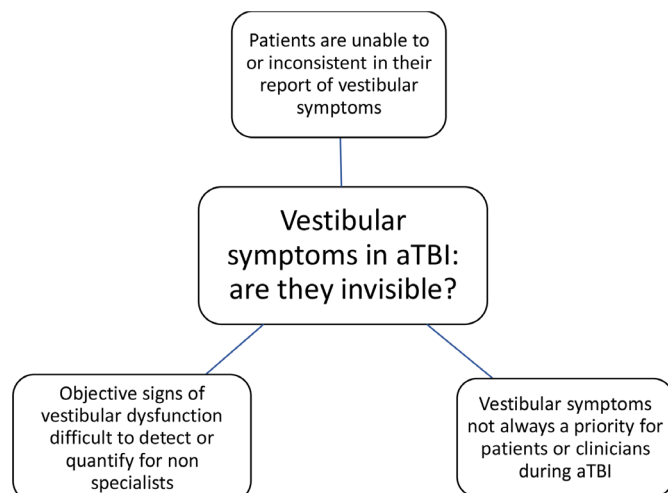 Patients are unable to
or inconsistent in their
report of vestibular
symptoms
Vestibular
symptoms in aTBI:
are they invisible?
Objective signs of
vestibular dysfunction
difficult to detect or
quantify for non
specialists
Vestibular symptoms
not always a priority for
patients or clinicians
during aTBI